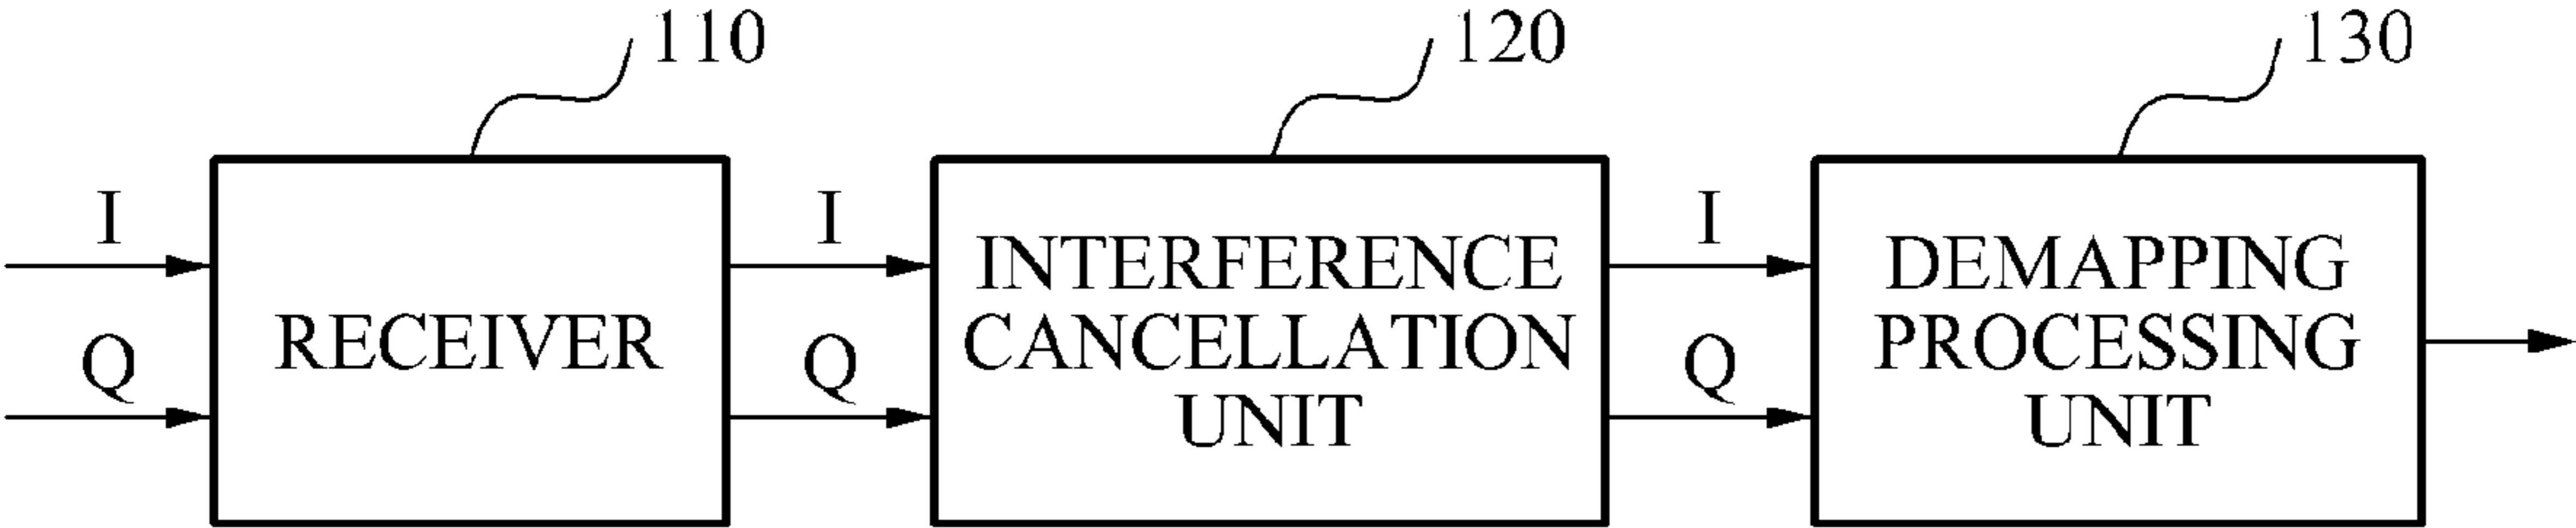 110
120
130
I
I
I
Q
Q
Q
RECEIVER
INTERFERENCE
CANCELLATION
UNIT
DEMAPPING
PROCESSING
UNIT